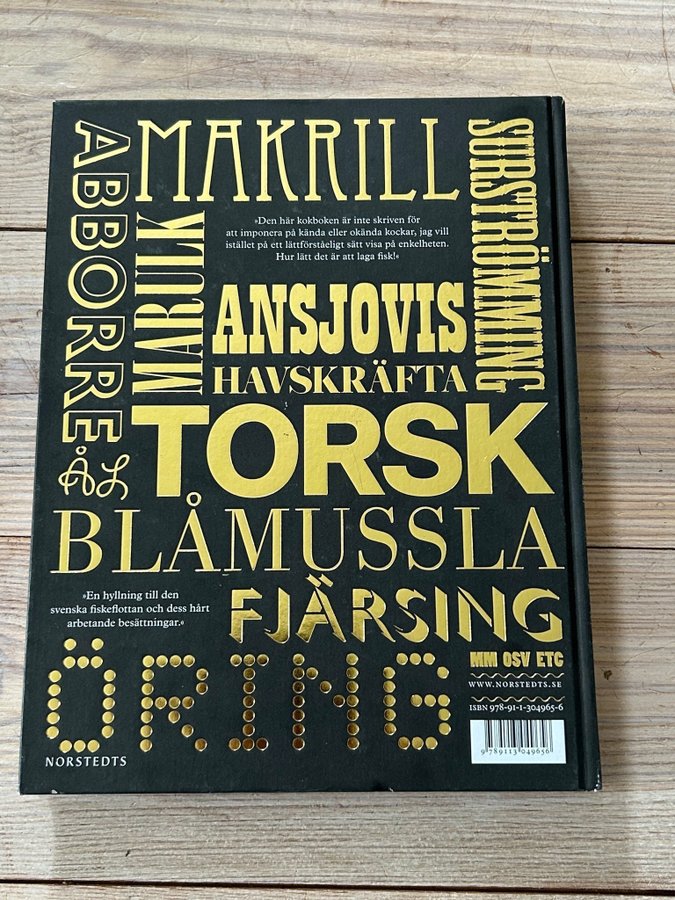 MAKRILL
ABBORRE
SURSTRÖMMING
MARULK
»Den här kokboken är inte skriven för
att imponera på kända eller okända kockar, jag vill
istället på ett lättförståeligt sätt visa på enkelheten.
Hur lätt det är att laga fisk!«
ANSJOVIS
HAVSKRÄFTA
TORSK
ÅL
BLÅMUSSLA
»En hyllning till den
svenska fiskeflottan och dess hårt
arbetande besättningar.«
FJÄRSING
MM OSV ETC
WWW.NORSTEDTS.SE
ÖRING
ISBN 978-91-1-304965-6
9 789113 049656
NORSTEDTS